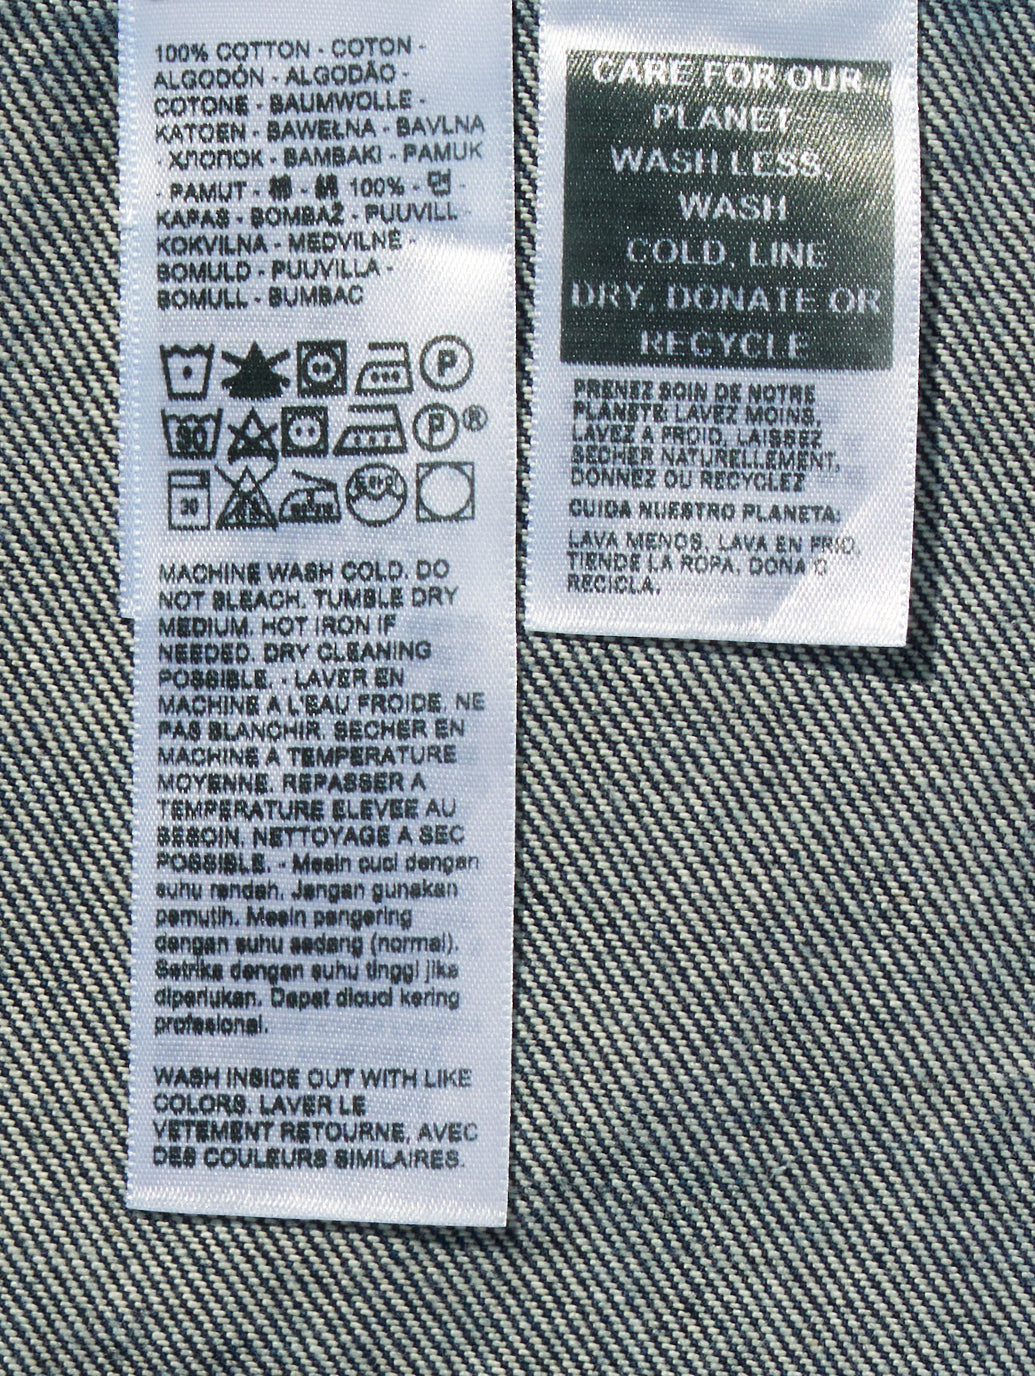 100% COTTON - COTON -
ALGODÓN - ALGODÃO -
COTONE - BAUMWOLLE -
KATOEN - BAWEŁNA - BAVLNA
- ХЛОПОК - BAMBAKI - PAMUK
- PAMUT - 棉 - 綿 100% - 면 -
KAPAS - BOMBAŽ - PUUVILL -
KOKVILNA - MEDVILNE -
BOMULD - PUUVILLA -
BOMULL - BUMBAC
P
30 P ®
30
MACHINE WASH COLD. DO
NOT BLEACH. TUMBLE DRY
MEDIUM. HOT IRON IF
NEEDED. DRY CLEANING
POSSIBLE. - LAVER EN
MACHINE A L'EAU FROIDE. NE
PAS BLANCHIR. SECHER EN
MACHINE A TEMPERATURE
MOYENNE. REPASSER A
TEMPERATURE ELEVEE AU
BESOIN. NETTOYAGE A SEC
POSSIBLE. - Mesin cuci dengan
suhu rendah. Jangan gunakan
pemutih. Mesin pengering
dengan suhu sedang (normal).
Setrika dengan suhu tinggi jika
diperlukan. Dapat dicuci kering
profesional.
WASH INSIDE OUT WITH LIKE
COLORS. LAVER LE
VETEMENT RETOURNE, AVEC
DES COULEURS SIMILAIRES.
CARE FOR OUR
PLANET
WASH LESS,
WASH
COLD, LINE
DRY, DONATE OR
RECYCLE
PRENEZ SOIN DE NOTRE
PLANETE: LAVEZ MOINS,
LAVEZ A FROID, LAISSEZ
SECHER NATURELLEMENT,
DONNEZ OU RECYCLEZ
CUIDA NUESTRO PLANETA:
LAVA MENOS, LAVA EN FRIO,
TIENDE LA ROPA, DONA O
RECICLA.